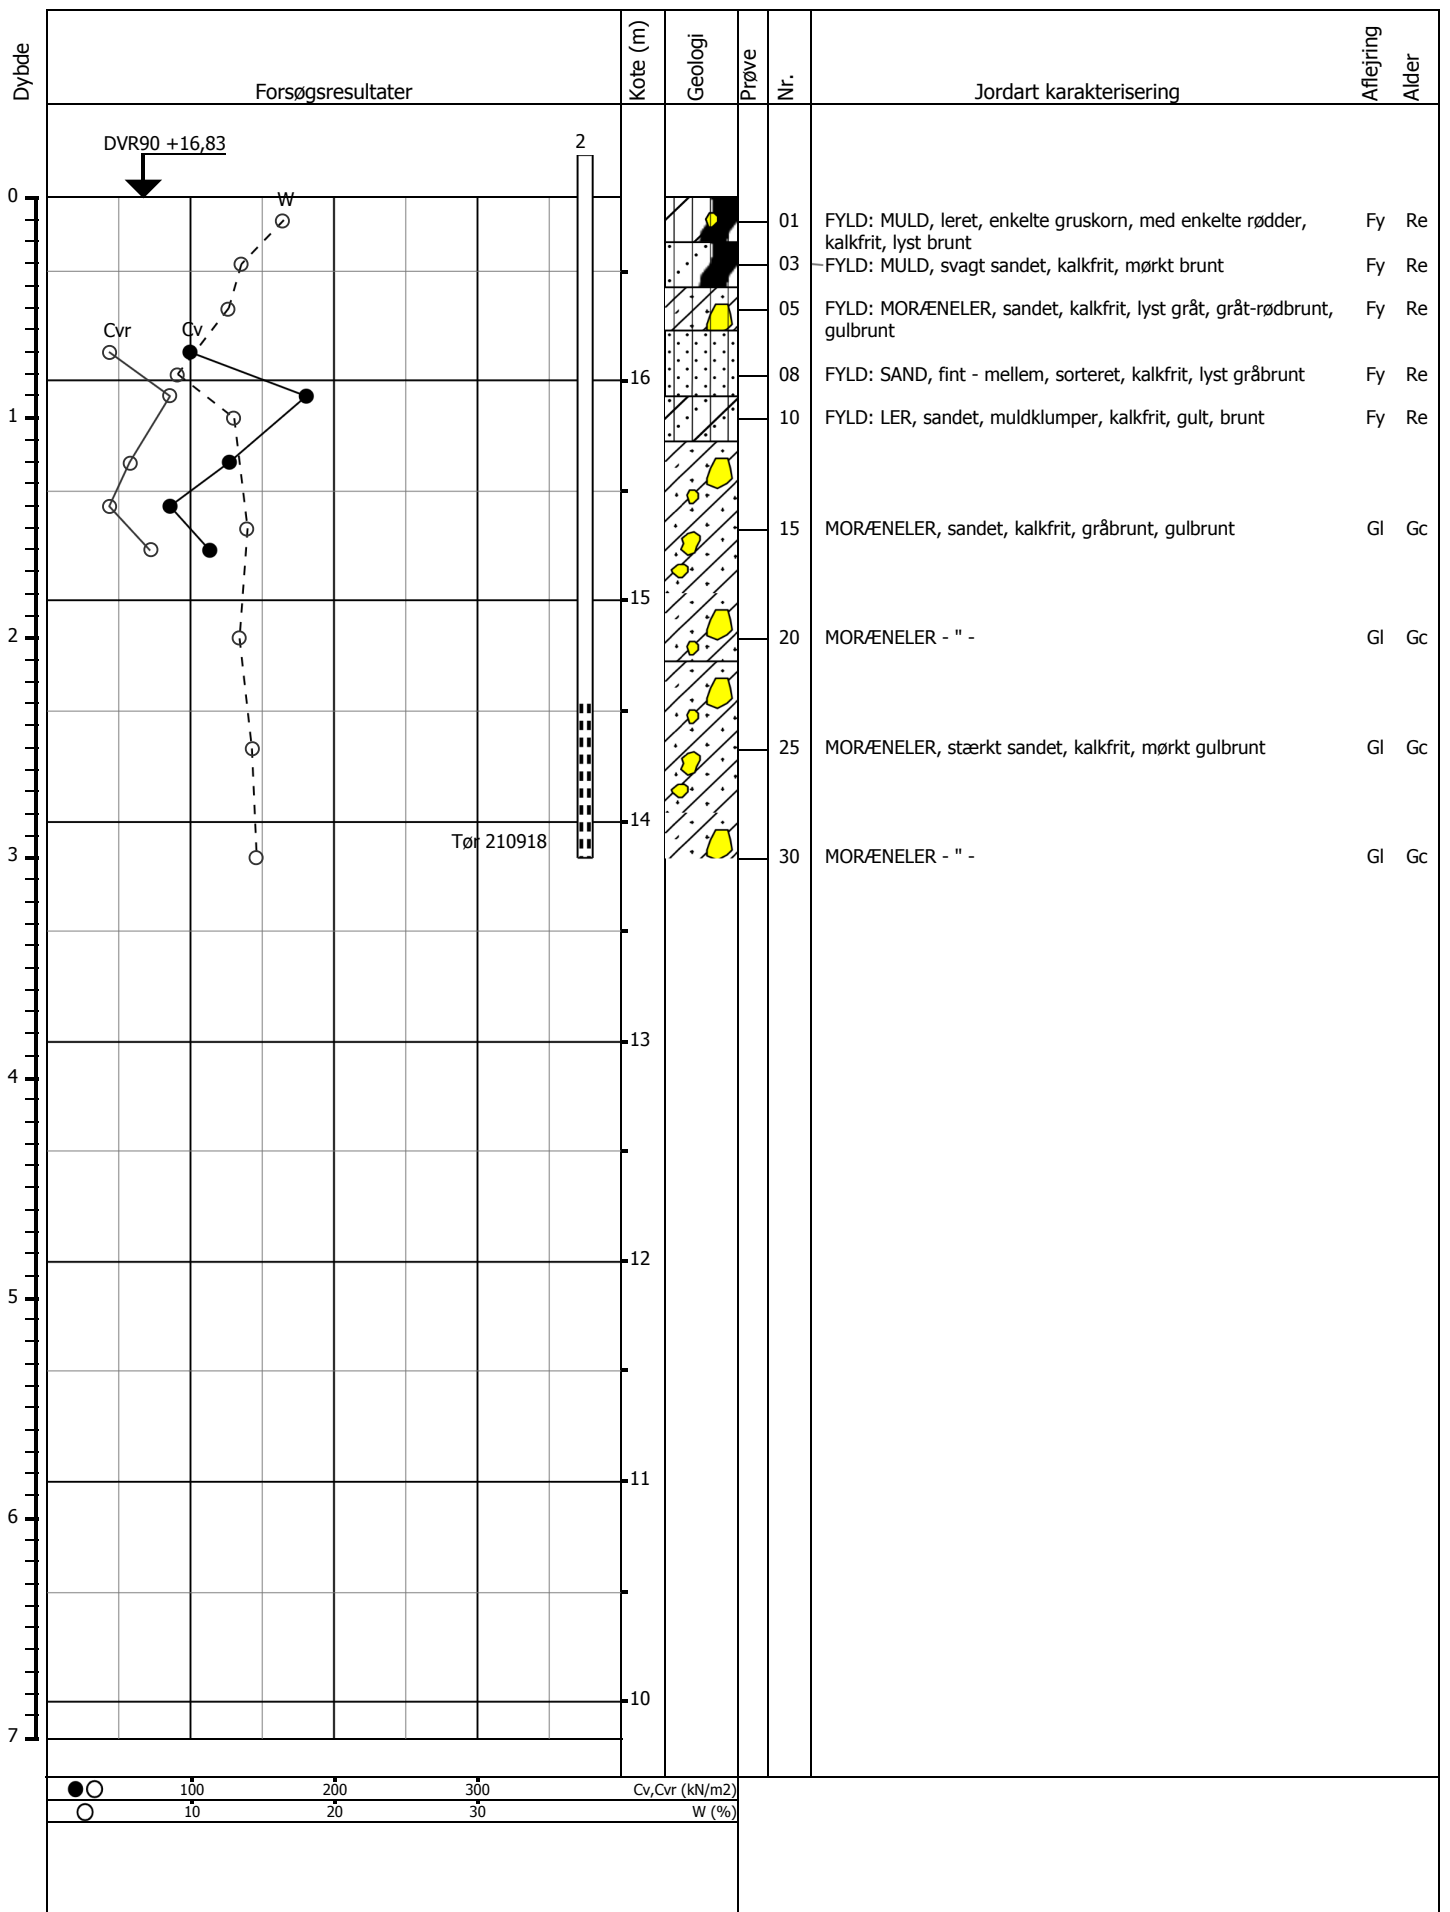 Dybde
Forsøgsresultater
Kote (m)
Geologi
Prøve
Nr.
Jordart karakterisering
Aflejring
Alder
DVR90 +16,83
2
0
W
01 FYLD: MULD, leret, enkelte gruskorn, med enkelte rødder, Fy Re
kalkfrit, lyst brunt
03 FYLD: MULD, svagt sandet, kalkfrit, mørkt brunt Fy Re
05 FYLD: MORÆNELER, sandet, kalkfrit, lyst gråt, gråt-rødbrunt, Fy Re
gulbrunt
Cvr Cv
16
08 FYLD: SAND, fint - mellem, sorteret, kalkfrit, lyst gråbrunt Fy Re
1
10 FYLD: LER, sandet, muldklumper, kalkfrit, gult, brunt Fy Re
15 MORÆNELER, sandet, kalkfrit, gråbrunt, gulbrunt Gl Gc
15
2
20 MORÆNELER - " - Gl Gc
25 MORÆNELER, stærkt sandet, kalkfrit, mørkt gulbrunt Gl Gc
14
Tør 210918
3
30 MORÆNELER - " - Gl Gc
13
4
12
5
11
6
10
7
100 200 300 Cv,Cvr (kN/m2)
10 20 30 W (%)